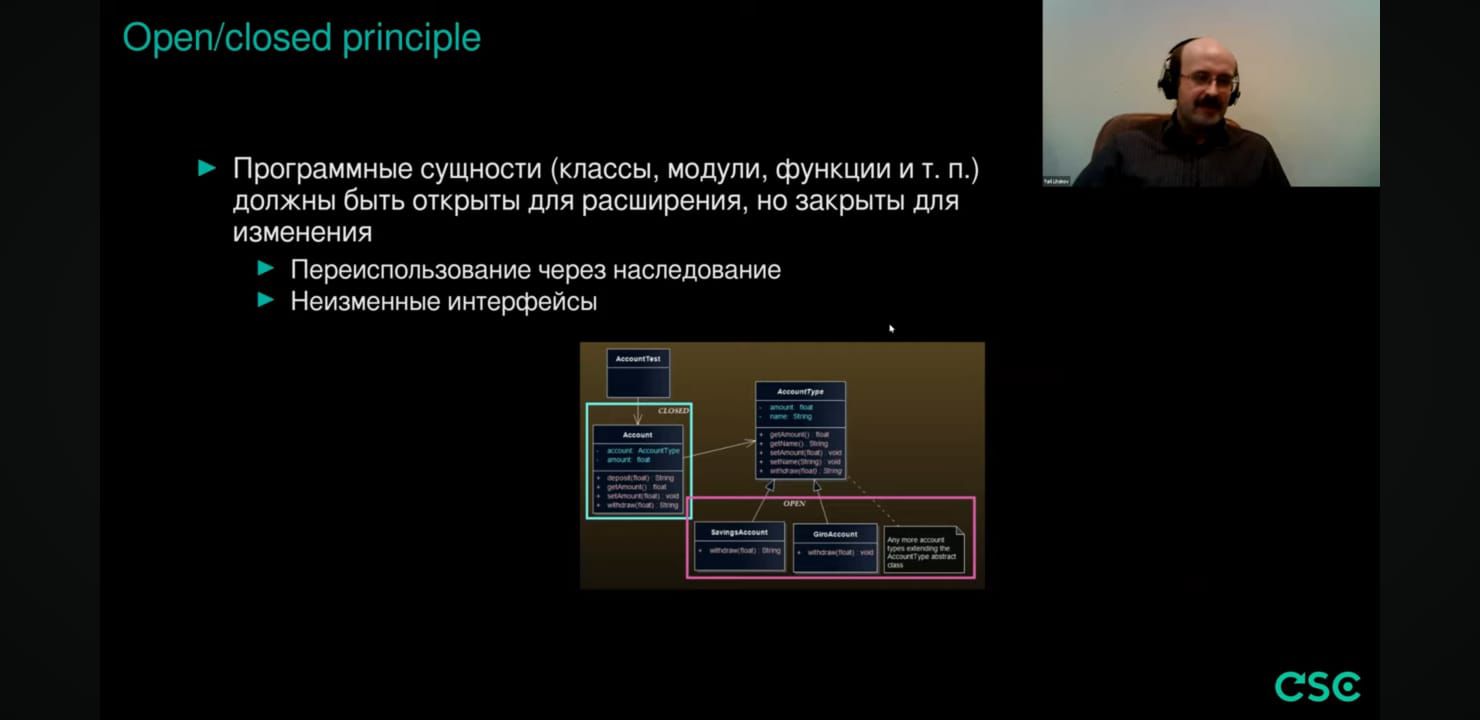 Open/closed principle
Программные сущности (классы, модули, функции и т. п.)
должны быть открыты для расширения, но закрыты для
изменения
Переиспользование через наследование
Неизменные интерфейсы
AccountTest
CLOSED
Account
- account: AccountType
- amount: float
+ deposit(float) : String
+ getAmount() : float
+ setAmount(float) : void
+ withdraw(float) : String
AccountType
- amount: float
- name: String
+ getAmount() : float
+ getName() : String
+ setAmount(float) : void
+ setName(String) : void
+ withdraw(float) : String
OPEN
SavingsAccount
+ withdraw(float) : String
GiroAccount
+ withdraw(float) : void
Any more account
types extending the
AccountType abstract
class
CSC